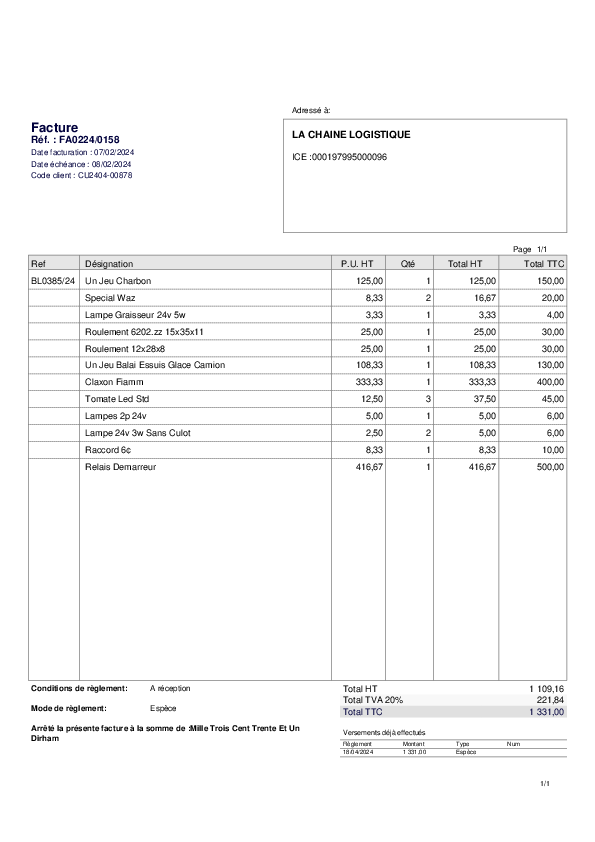 Adressé à:
Facture
Réf. : FA0224/0158
Date facturation : 07/02/2024
Date échéance : 08/02/2024
Code client : CU2404-00878
LA CHAINE LOGISTIQUE
ICE :000197995000096
Page 1/1
Ref Désignation P.U. HT Qté Total HT Total TTC
BL0385/24 Un Jeu Charbon 125,00 1 125,00 150,00
Special Waz 8,33 2 16,67 20,00
Lampe Graisseur 24v 5w 3,33 1 3,33 4,00
Roulement 6202.zz 15x35x11 25,00 1 25,00 30,00
Roulement 12x28x8 25,00 1 25,00 30,00
Un Jeu Balai Essuis Glace Camion 108,33 1 108,33 130,00
Claxon Fiamm 333,33 1 333,33 400,00
Tomate Led Std 12,50 3 37,50 45,00
Lampes 2p 24v 5,00 1 5,00 6,00
Lampe 24v 3w Sans Culot 2,50 2 5,00 6,00
Raccord 6¢ 8,33 1 8,33 10,00
Relais Demarreur 416,67 1 416,67 500,00
Conditions de règlement: A réception
Mode de règlement: Espèce
Arrêté la présente facture à la somme de :Mille Trois Cent Trente Et Un
Dirham
Total HT 1 109,16
Total TVA 20% 221,84
Total TTC 1 331,00
Versements déjà effectués
Règlement Montant Type Num
18/04/2024 1 331,00 Espèce
1/1